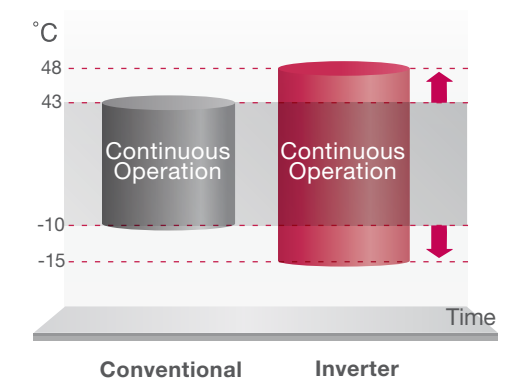 °C
48
43
Continuous
Operation
Continuous
Operation
-10
-15
Time
Conventional
Inverter